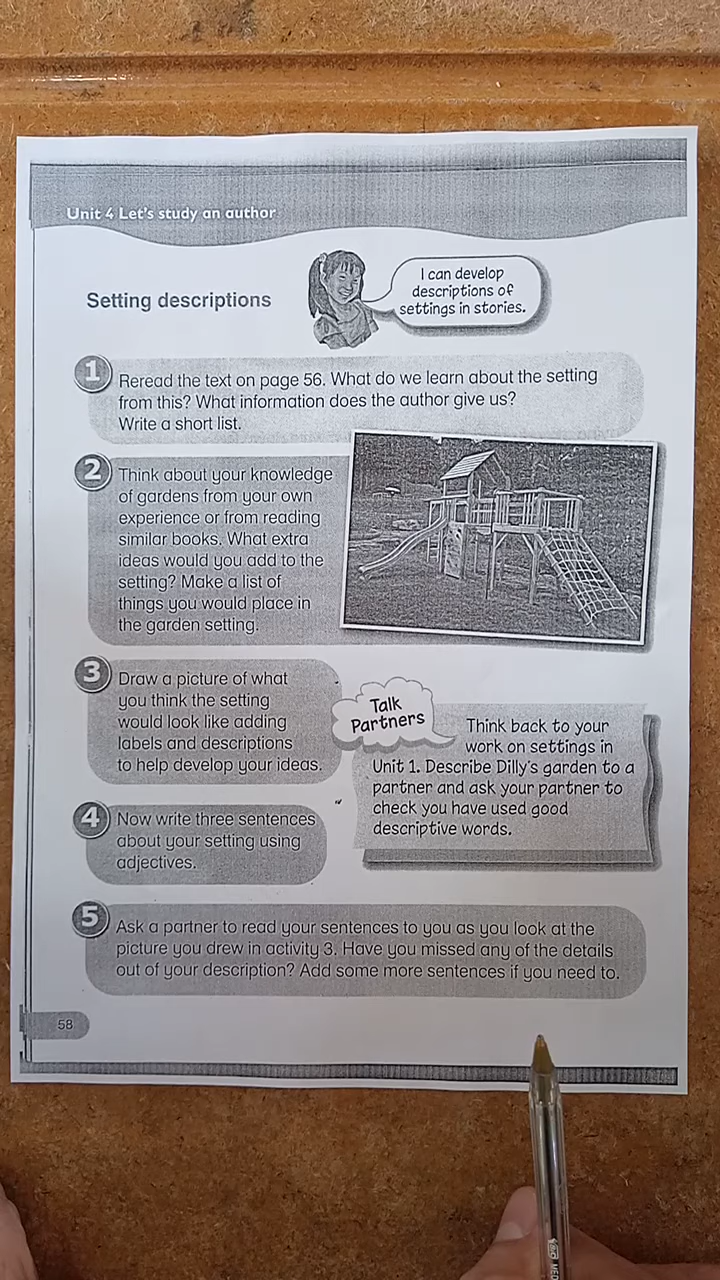 Unit 4 Let's study an author
Setting descriptions
I can develop
descriptions of
settings in stories.
1
Reread the text on page 56. What do we learn about the setting
from this? What information does the author give us?
Write a short list.
2
Think about your knowledge
of gardens from your own
experience or from reading
similar books. What extra
ideas would you add to the
setting? Make a list of
things you would place in
the garden setting.
3
Draw a picture of what
you think the setting
would look like adding
labels and descriptions
to help develop your ideas.
Talk
Partners
Think back to your
work on settings in
Unit 1. Describe Dilly's garden to a
partner and ask your partner to
check you have used good
descriptive words.
4
Now write three sentences
about your setting using
adjectives.
5
Ask a partner to read your sentences to you as you look at the
picture you drew in activity 3. Have you missed any of the details
out of your description? Add some more sentences if you need to.
58